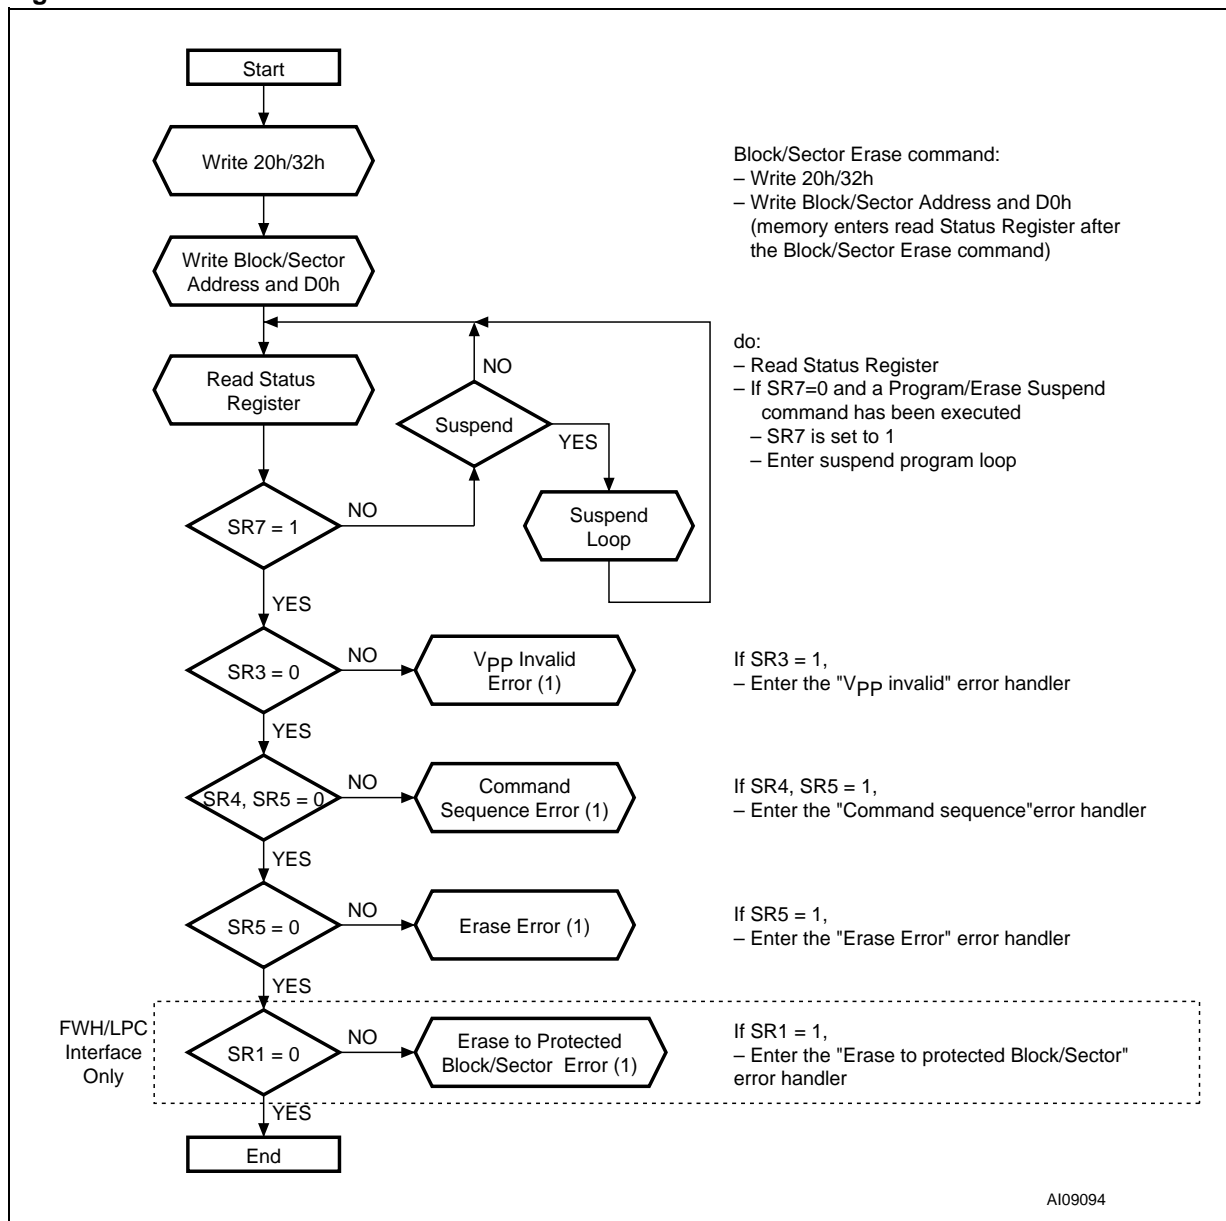 Start
Write 20h/32h
Block/Sector Erase command:
– Write 20h/32h
– Write Block/Sector Address and D0h
(memory enters read Status Register after
the Block/Sector Erase command)
Write Block/Sector
Address and D0h
Read Status
Register
NO
Suspend
YES
do:
– Read Status Register
– If SR7=0 and a Program/Erase Suspend
command has been executed
– SR7 is set to 1
– Enter suspend program loop
SR7 = 1
NO
Suspend
Loop
YES
SR3 = 0
NO
VPP Invalid
Error (1)
If SR3 = 1,
– Enter the "VPP invalid" error handler
YES
SR4, SR5 = 0
NO
Command
Sequence Error (1)
If SR4, SR5 = 1,
– Enter the "Command sequence"error handler
YES
SR5 = 0
NO
Erase Error (1)
If SR5 = 1,
– Enter the "Erase Error" error handler
YES
FWH/LPC
Interface
Only
SR1 = 0
NO
Erase to Protected
Block/Sector Error (1)
If SR1 = 1,
– Enter the "Erase to protected Block/Sector"
error handler
YES
End
AI09094